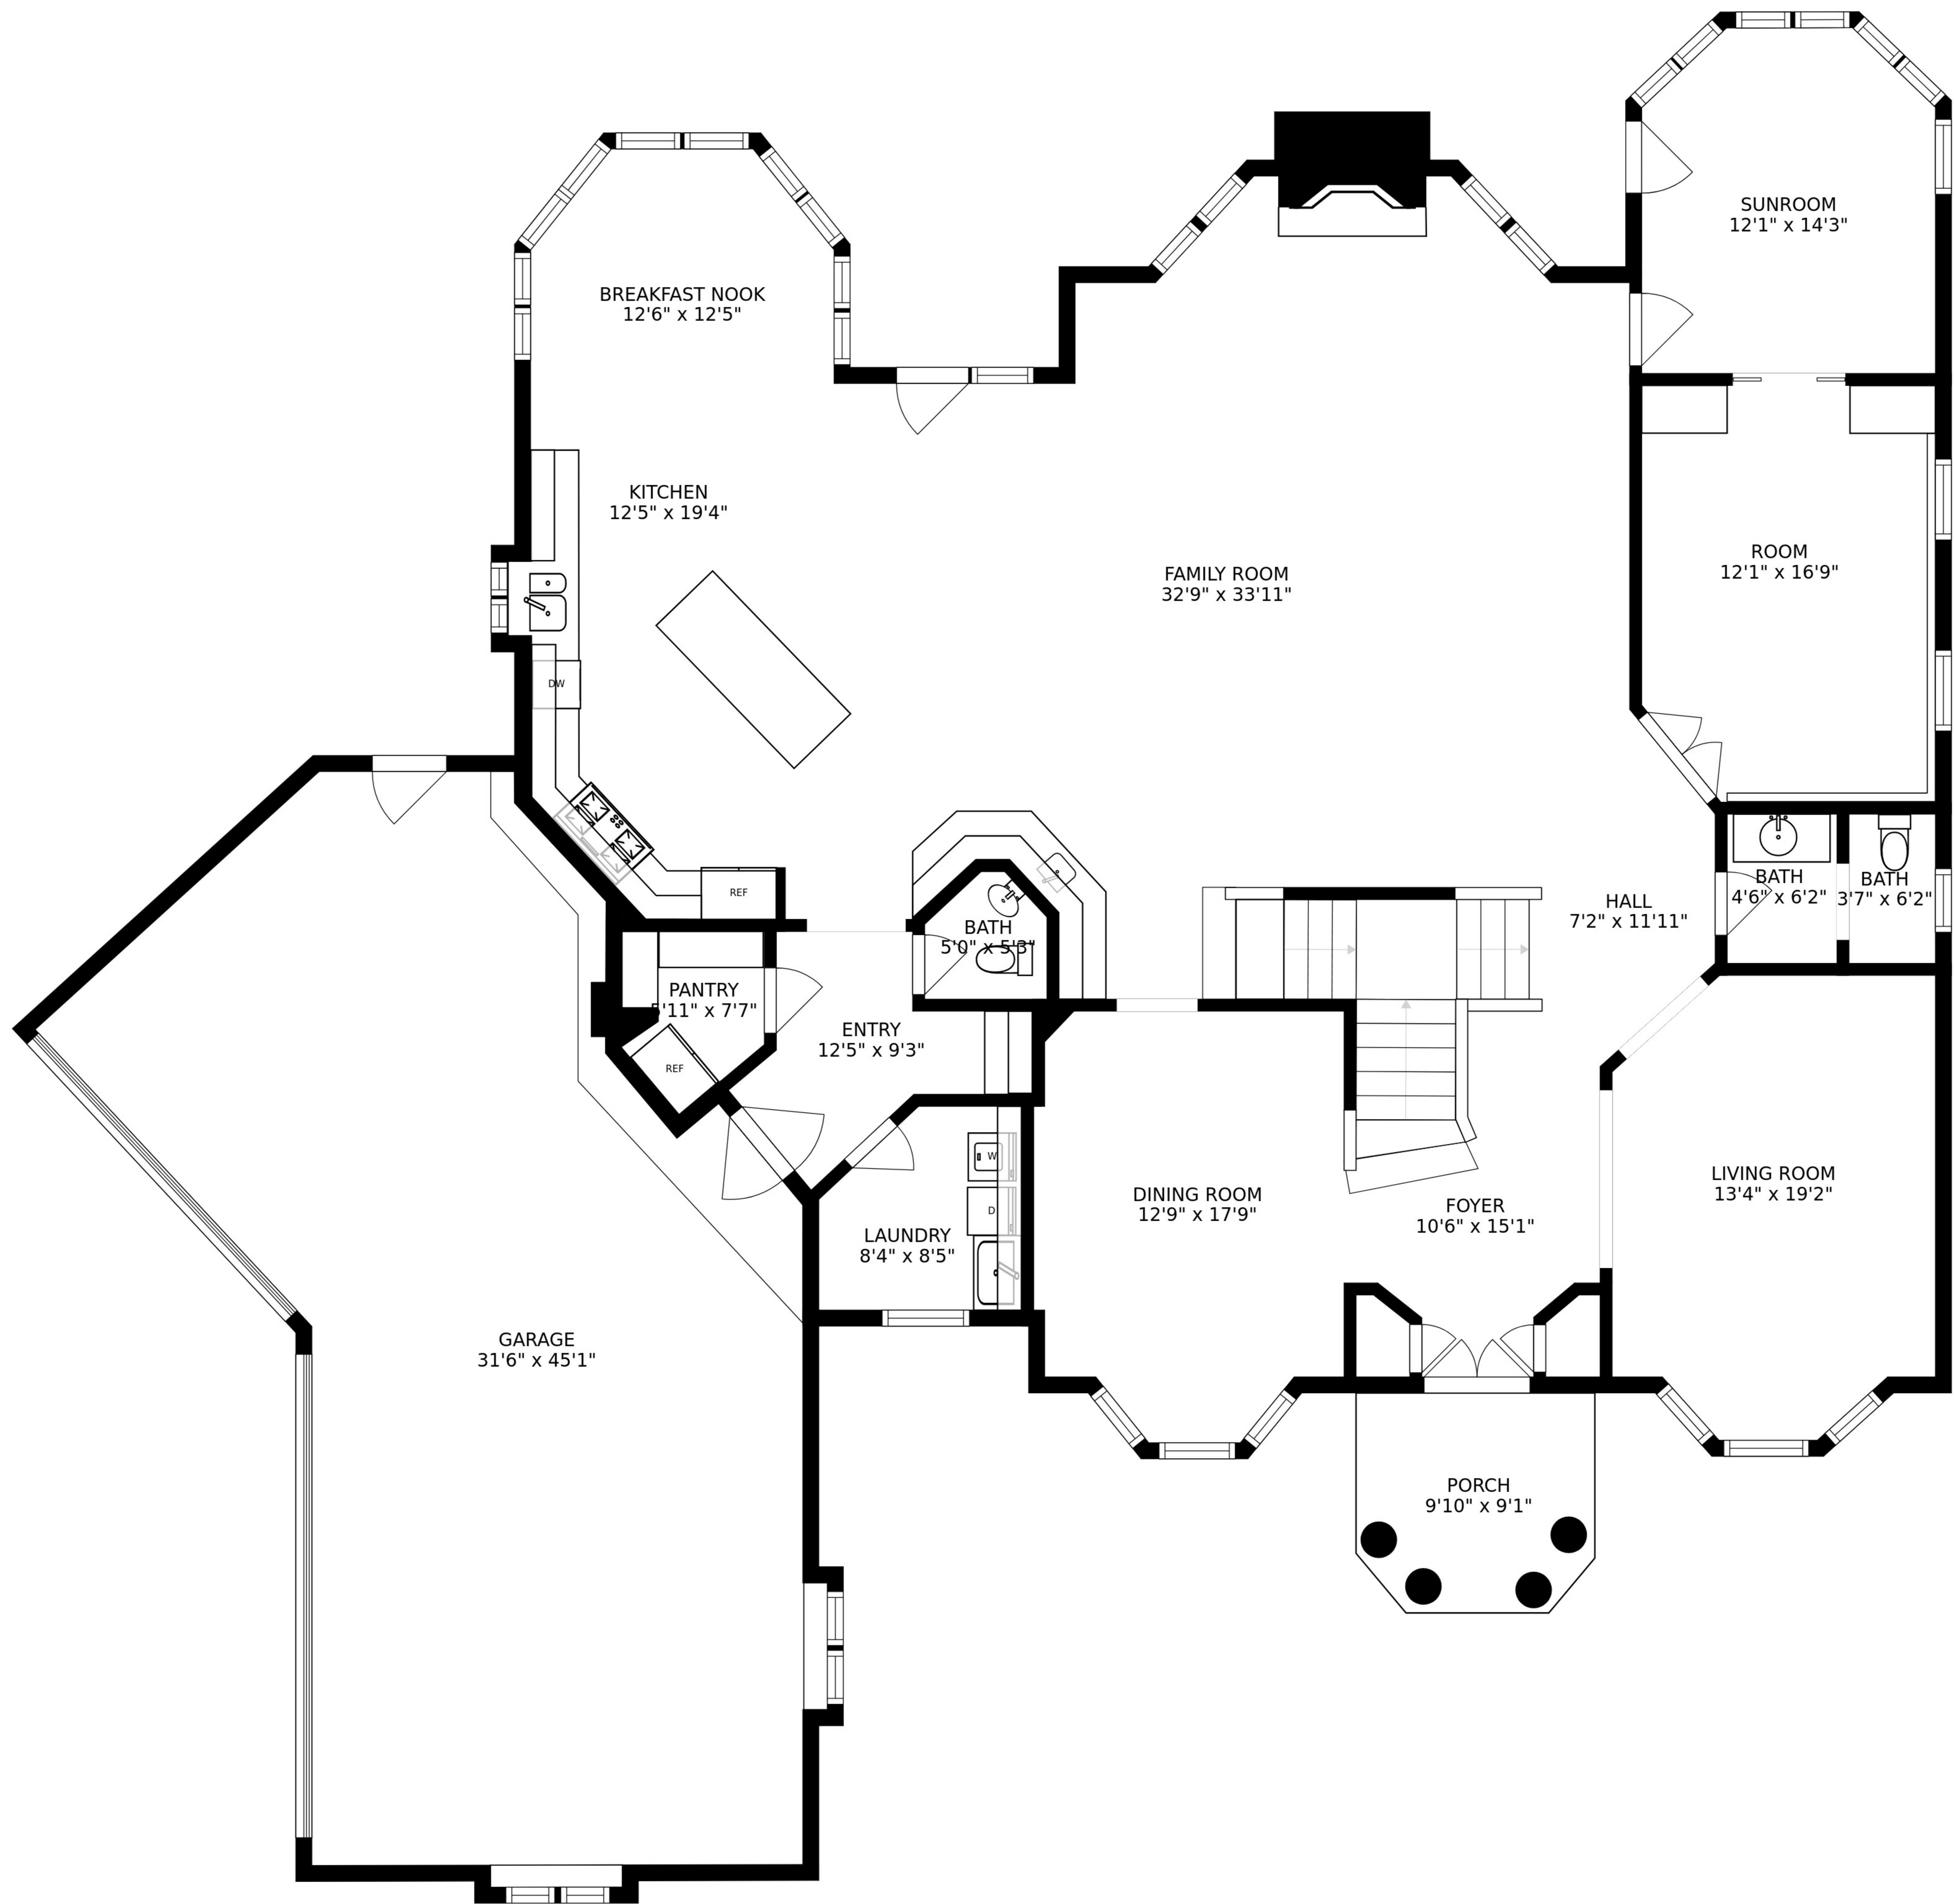 SUNROOM
12'1" x 14'3"
BREAKFAST NOOK
12'6" x 12'5"
KITCHEN
12'5" x 19'4"
FAMILY ROOM
32'9" x 33'11"
ROOM
12'1" x 16'9"
DW
REF
BATH
5'0" x 5'3"
HALL
7'2" x 11'11"
BATH
4'6" x 6'2"
BATH
3'7" x 6'2"
PANTRY
5'11" x 7'7"
REF
ENTRY
12'5" x 9'3"
W
D
LAUNDRY
8'4" x 8'5"
DINING ROOM
12'9" x 17'9"
FOYER
10'6" x 15'1"
LIVING ROOM
13'4" x 19'2"
GARAGE
31'6" x 45'1"
PORCH
9'10" x 9'1"